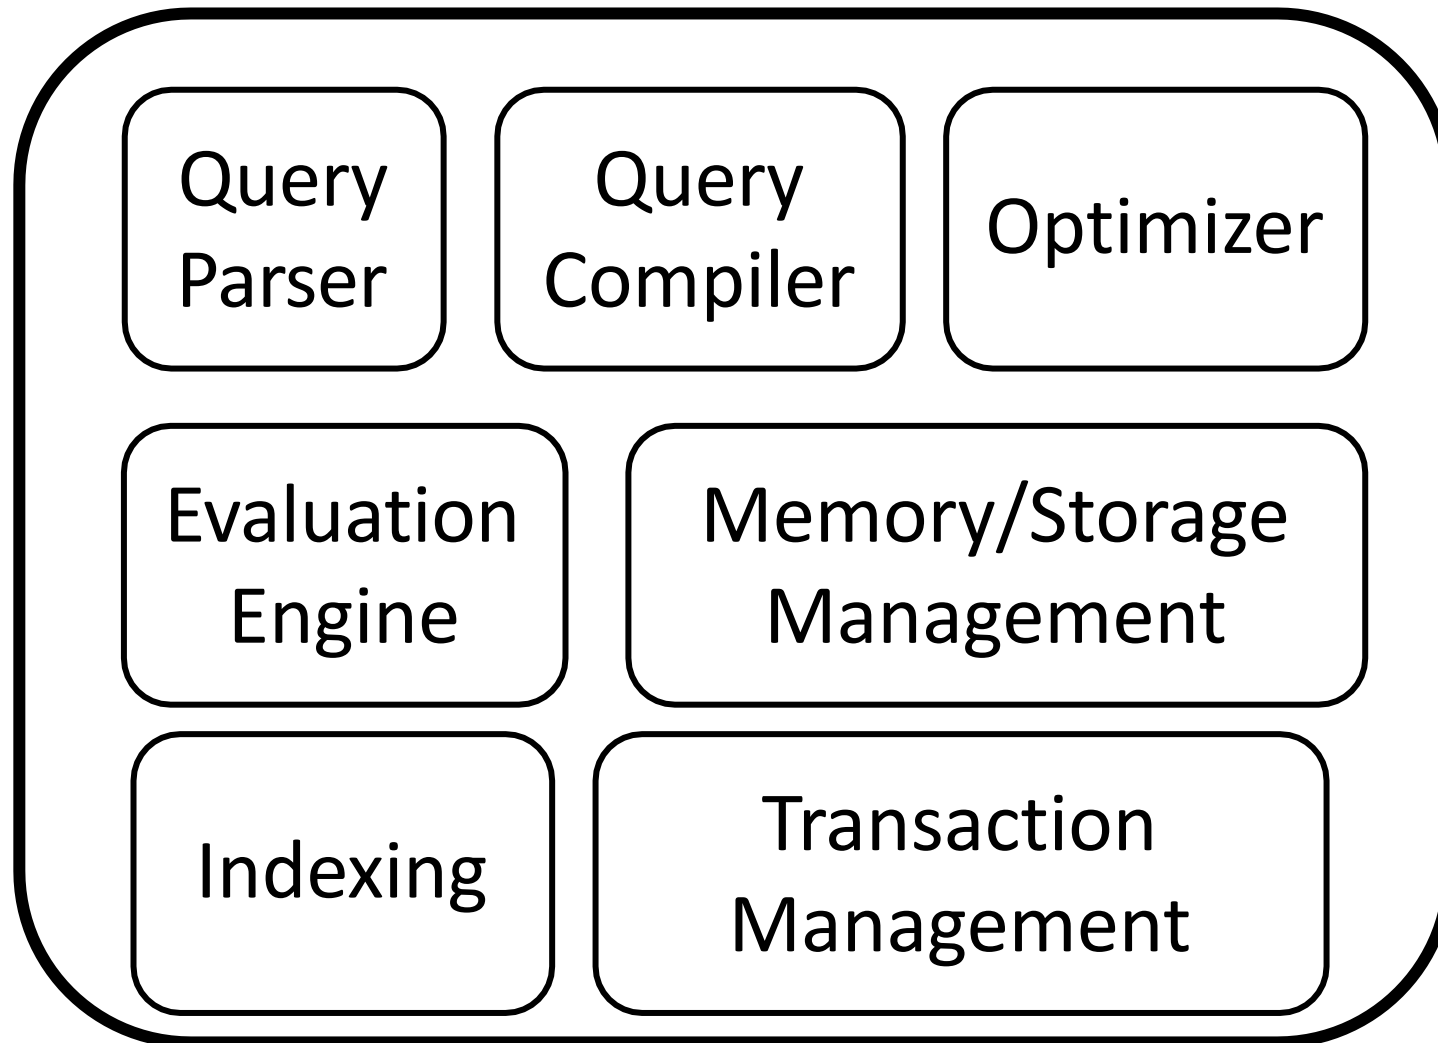 Query
Parser
Query
Compiler
Optimizer
Evaluation
Engine
Memory/Storage
Management
Indexing
Transaction
Management